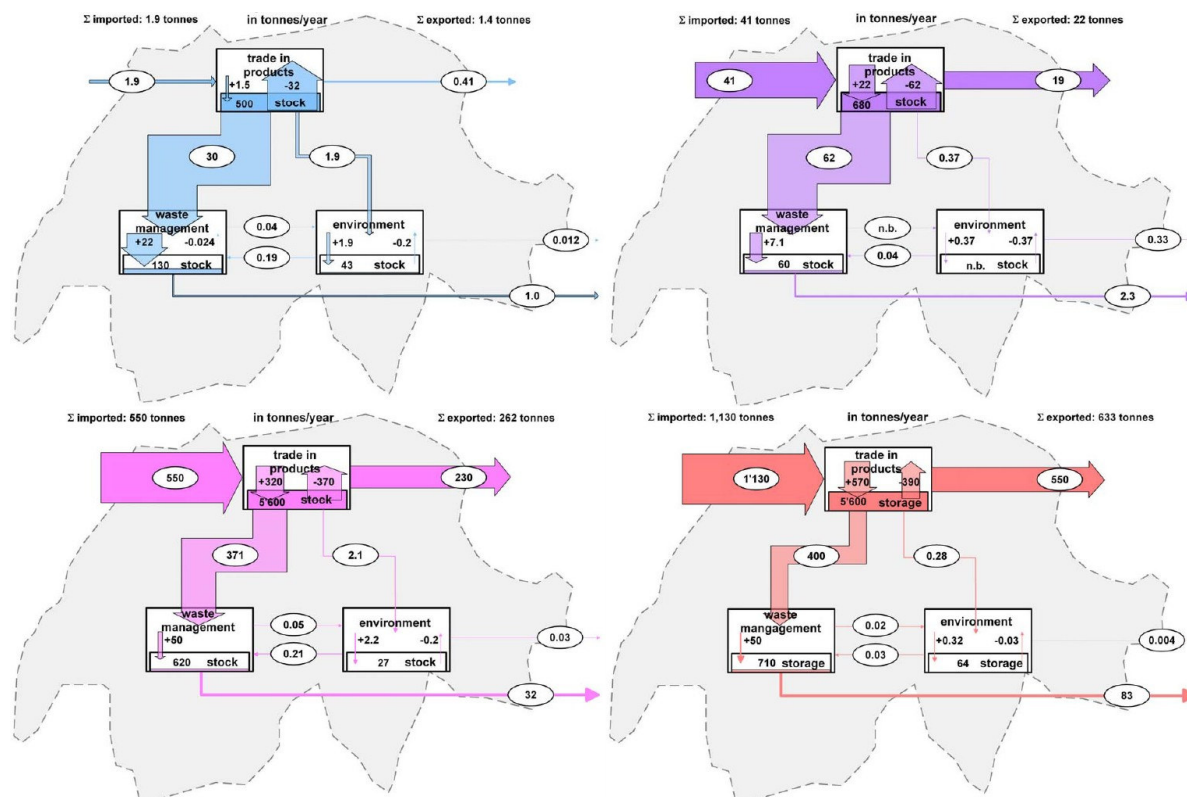 Σ imported: 1.9 tonnes in tonnes/year Σ exported: 1.4 tonnes
trade in
products
1.9
+1.5 -32
0.41
500 stock
30
1.9
waste
management
0.04
environment
+22 -0.024
+1.9 -0.2
0.012
0.19
130 stock
43 stock
1.0
Σ imported: 41 tonnes in tonnes/year Σ exported: 22 tonnes
trade in
products
41
+22 -62
19
680 stock
62
0.37
waste
management
n.b.
environment
+7.1
+0.37 -0.37
0.33
0.04
60 stock
n.b. stock
2.3
Σ imported: 550 tonnes in tonnes/year Σ exported: 262 tonnes
trade in
products
550
+320 -370
230
5'600 stock
371
2.1
waste
management
0.05
environment
+50
+2.2 -0.2
0.03
0.21
620 stock
27 stock
32
Σ imported: 1,130 tonnes in tonnes/year Σ exported: 633 tonnes
trade in
products
1'130
+570 -390
550
5'600 storage
400
0.28
waste
mangagement
0.02
environment
+50
+0.32 -0.03
0.004
0.03
710 storage
64 storage
83